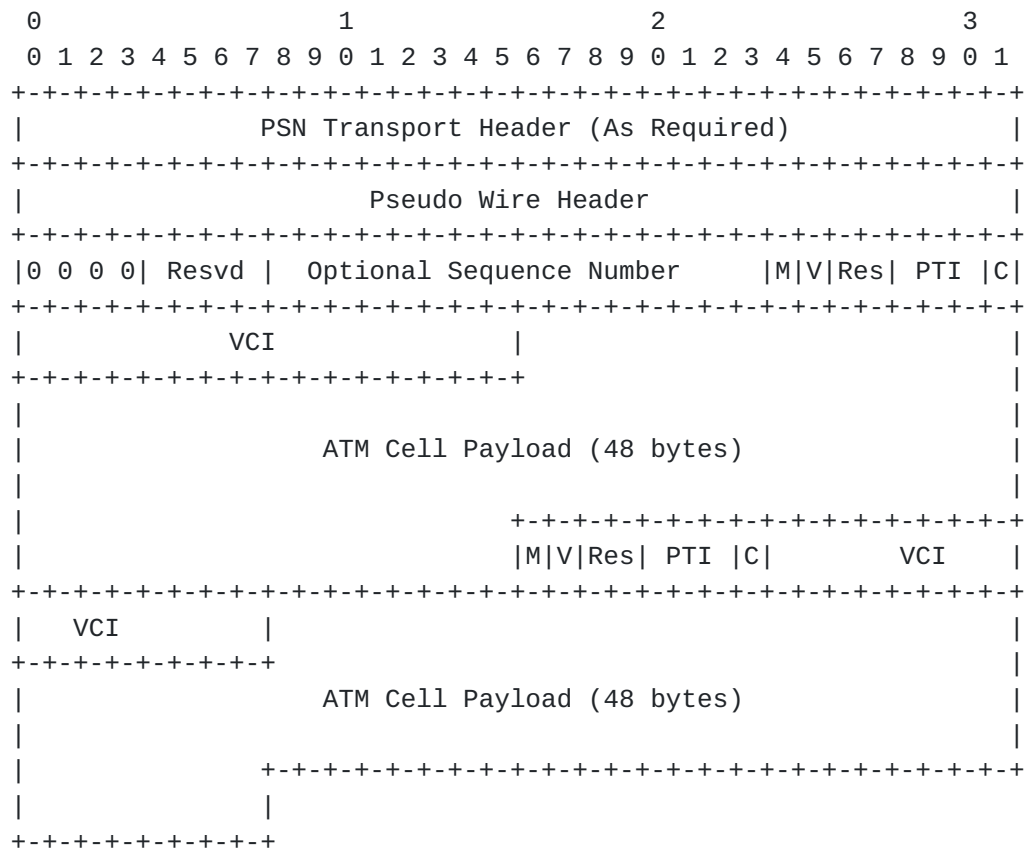 0                   1                   2                   3
 0 1 2 3 4 5 6 7 8 9 0 1 2 3 4 5 6 7 8 9 0 1 2 3 4 5 6 7 8 9 0 1
+-+-+-+-+-+-+-+-+-+-+-+-+-+-+-+-+-+-+-+-+-+-+-+-+-+-+-+-+-+-+-+-+
|               PSN Transport Header (As Required)              |
+-+-+-+-+-+-+-+-+-+-+-+-+-+-+-+-+-+-+-+-+-+-+-+-+-+-+-+-+-+-+-+-+
|                      Pseudo Wire Header                       |
+-+-+-+-+-+-+-+-+-+-+-+-+-+-+-+-+-+-+-+-+-+-+-+-+-+-+-+-+-+-+-+-+
|0 0 0 0| Resvd |  Optional Sequence Number     |M|V|Res| PTI |C|
+-+-+-+-+-+-+-+-+-+-+-+-+-+-+-+-+-+-+-+-+-+-+-+-+-+-+-+-+-+-+-+-+
|             VCI               |                               |
+-+-+-+-+-+-+-+-+-+-+-+-+-+-+-+-+                               |
|                                                               |
|                   ATM Cell Payload (48 bytes)                 |
|                                                               |
|                               +-+-+-+-+-+-+-+-+-+-+-+-+-+-+-+-+
|                               |M|V|Res| PTI |C|        VCI    |
+-+-+-+-+-+-+-+-+-+-+-+-+-+-+-+-+-+-+-+-+-+-+-+-+-+-+-+-+-+-+-+-+
|   VCI         |                                               |
+-+-+-+-+-+-+-+-+                                               |
|                   ATM Cell Payload (48 bytes)                 |
|                                                               |
|               +-+-+-+-+-+-+-+-+-+-+-+-+-+-+-+-+-+-+-+-+-+-+-+-+
|               |
+-+-+-+-+-+-+-+-+